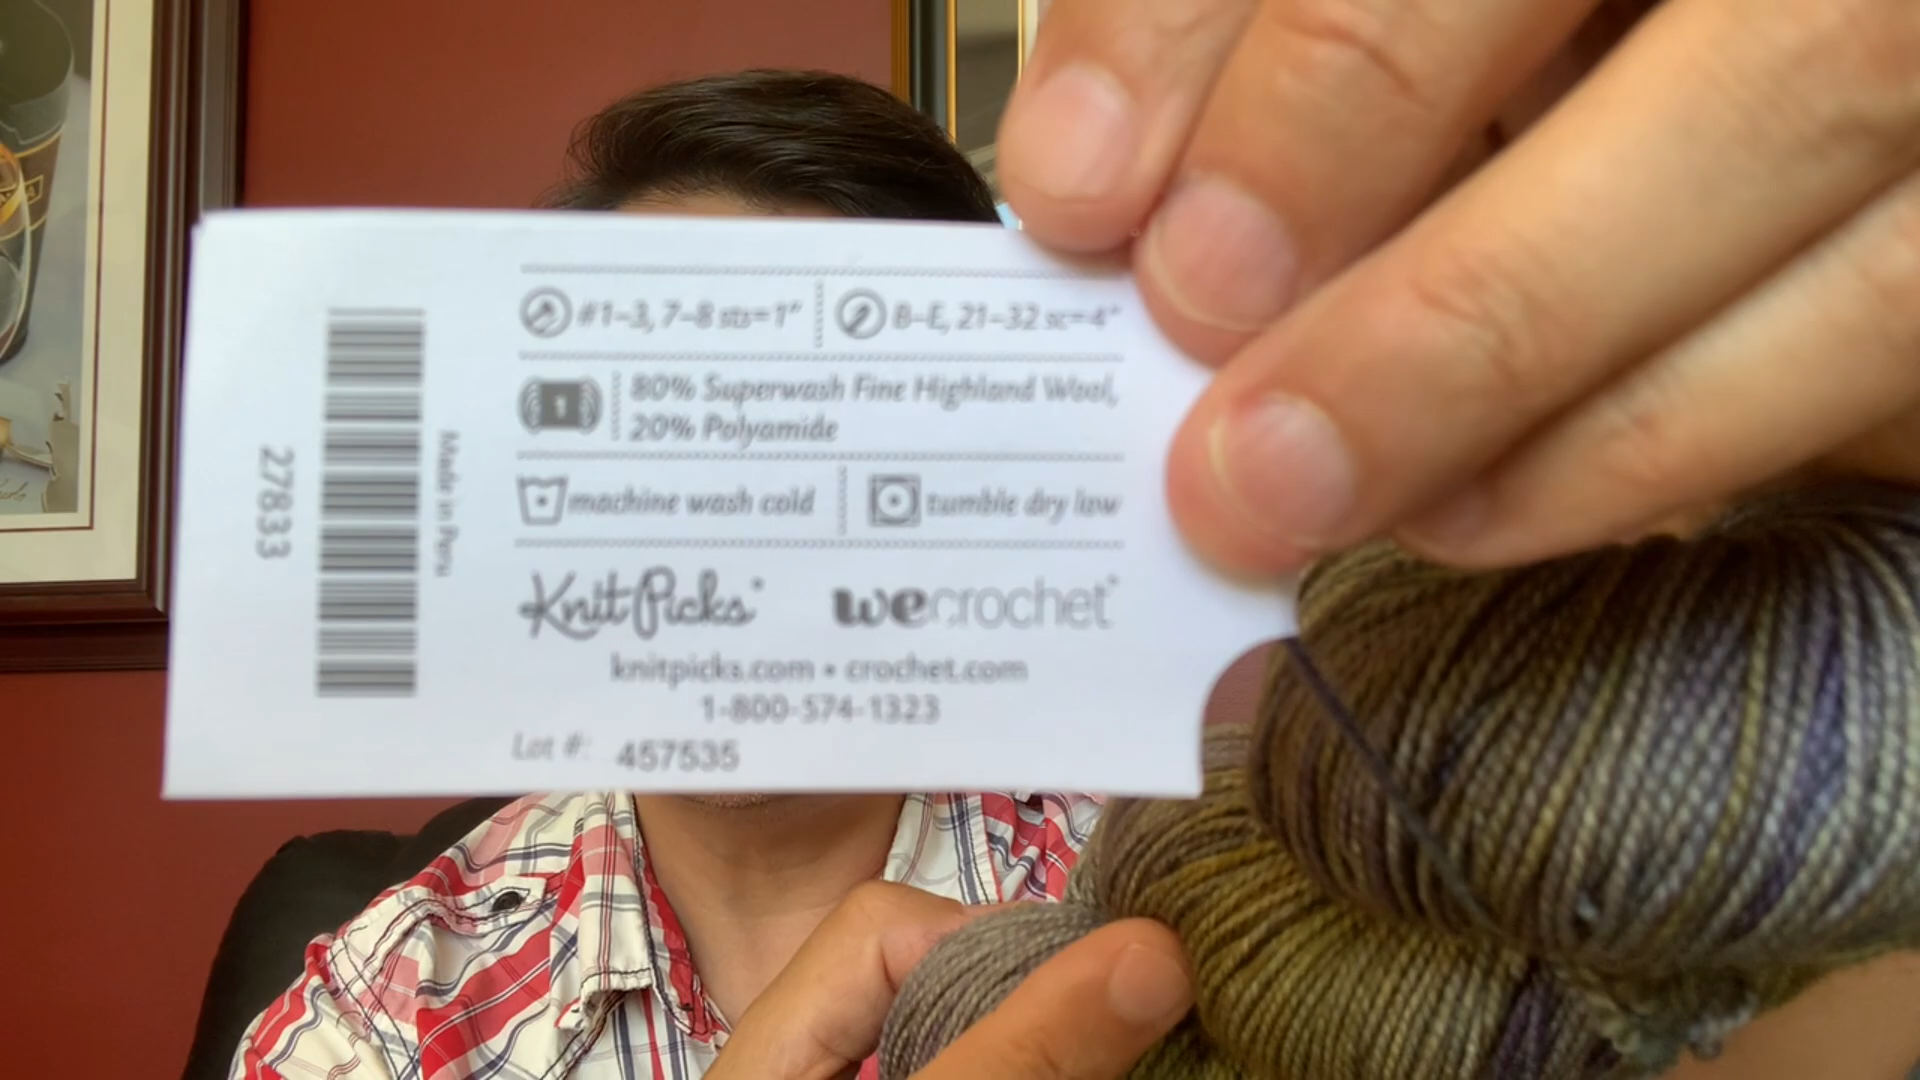 #1–3, 7–8 sts=1"
B–E, 21–32 sc=4"
1
80% Superwash Fine Highland Wool,
20% Polyamide
machine wash cold
tumble dry low
Knit Picks®
wecrochet®
knitpicks.com • crochet.com
1-800-574-1323
Lot #: 457535
Made in Peru
27833